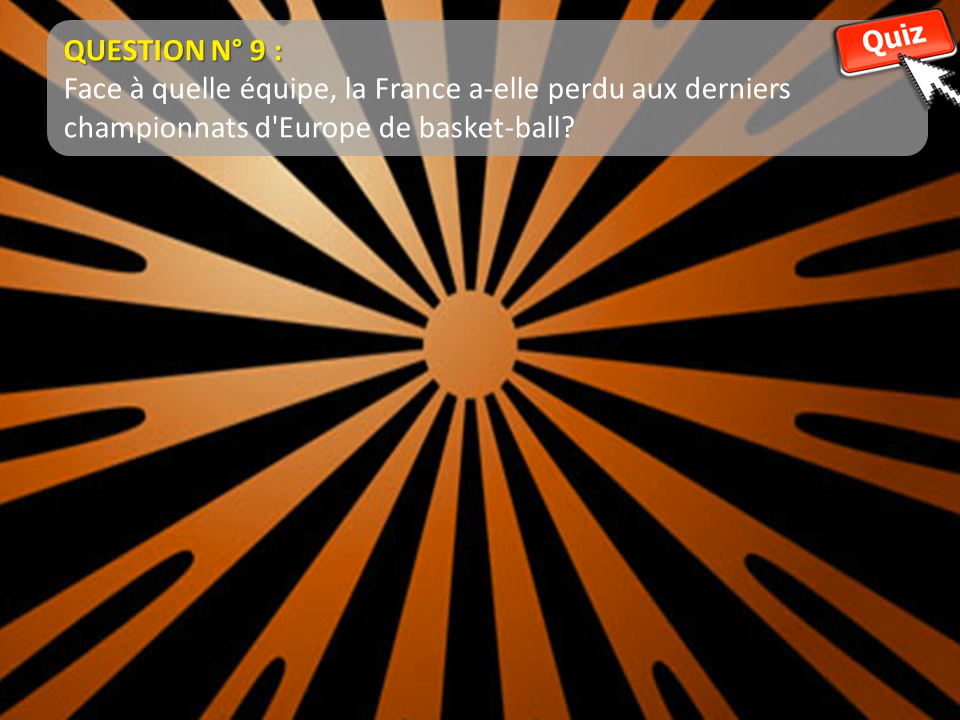 QUESTION N° 9 :
Face à quelle équipe, la France a-elle perdu aux derniers
championnats d'Europe de basket-ball?
Quiz